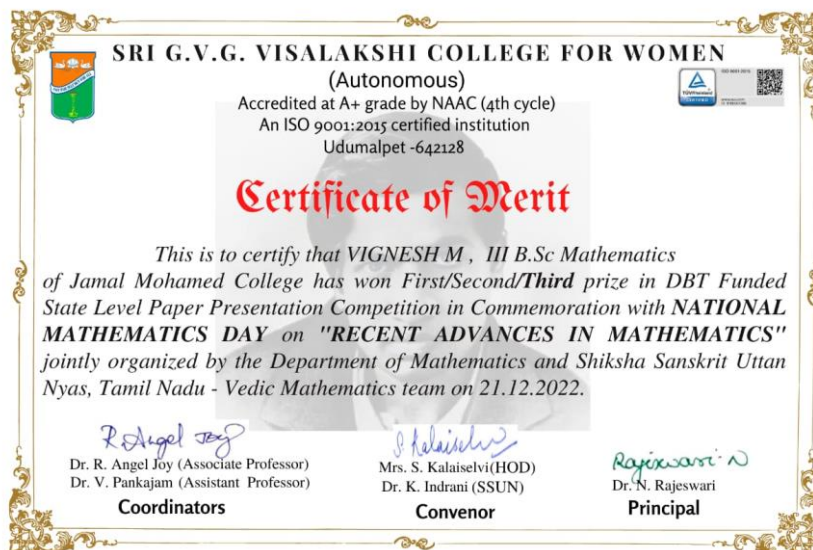 SRI G.V.G. VISALAKSHI COLLEGE FOR WOMEN
(Autonomous)
Accredited at A+ grade by NAAC (4th cycle)
An ISO 9001:2015 certified institution
Udumalpet -642128
Certificate of Merit
This is to certify that VIGNESH M , III B.Sc Mathematics
of Jamal Mohamed College has won First/Second/Third prize in DBT Funded
State Level Paper Presentation Competition in Commemoration with NATIONAL
MATHEMATICS DAY on "RECENT ADVANCES IN MATHEMATICS"
jointly organized by the Department of Mathematics and Shiksha Sanskrit Uttan
Nyas, Tamil Nadu - Vedic Mathematics team on 21.12.2022.
R. Angel Joy
S. Kalaiselvi
Rajeswari. N
Dr. R. Angel Joy (Associate Professor)
Mrs. S. Kalaiselvi(HOD)
Dr. N. Rajeswari
Dr. V. Pankajam (Assistant Professor)
Dr. K. Indrani (SSUN)
Coordinators
Convenor
Principal